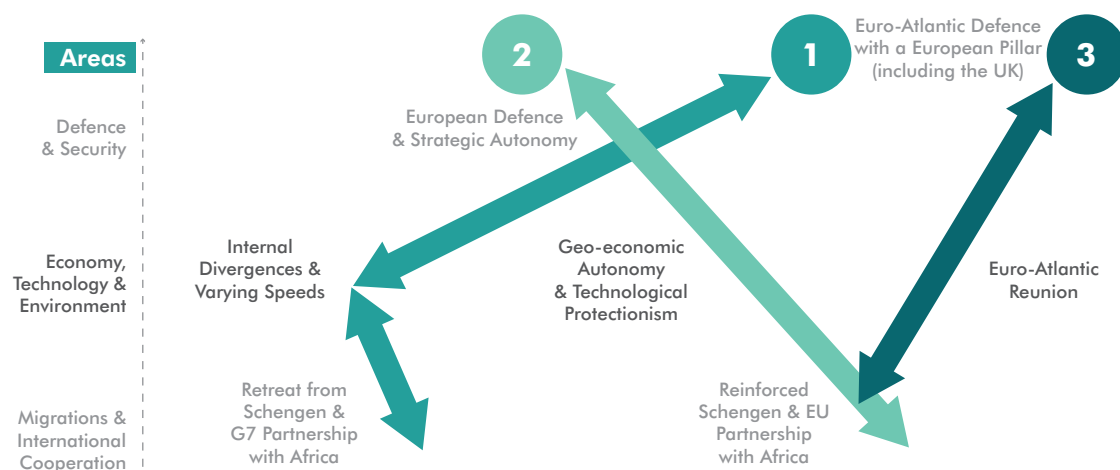 Areas
2
1
3
Euro-Atlantic Defence
with a European Pillar
(including the UK)
Defence
& Security
European Defence
& Strategic Autonomy
Economy,
Technology &
Environment
Internal
Divergences &
Varying Speeds
Geo-economic
Autonomy
& Technological
Protectionism
Euro-Atlantic
Reunion
Migrations &
International
Cooperation
Retreat from
Schengen &
G7 Partnership
with Africa
Reinforced
Schengen & EU
Partnership
with Africa